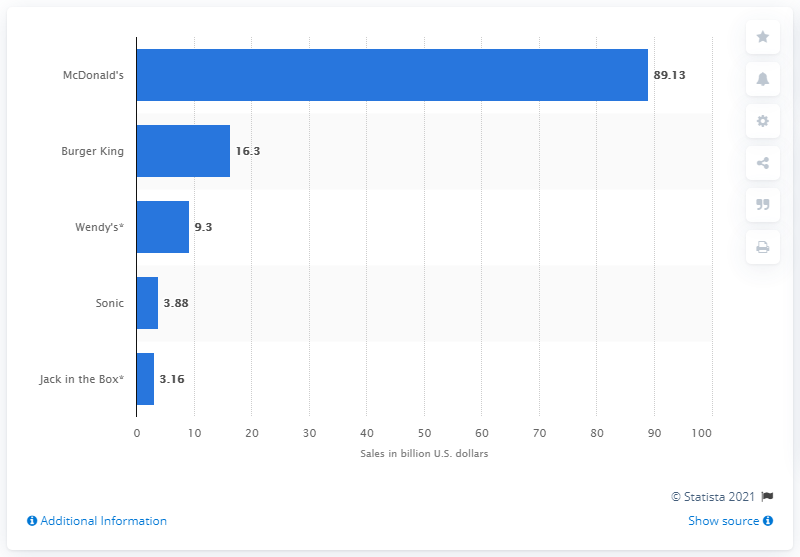 McDonald's
89.13
Burger King
16.3
Wendy's*
9.3
Sonic
3.88
Jack in the Box*
3.16
0 10 20 30 40 50 60 70 80 90 100
Sales in billion U.S. dollars
© Statista 2021
Additional Information
Show source